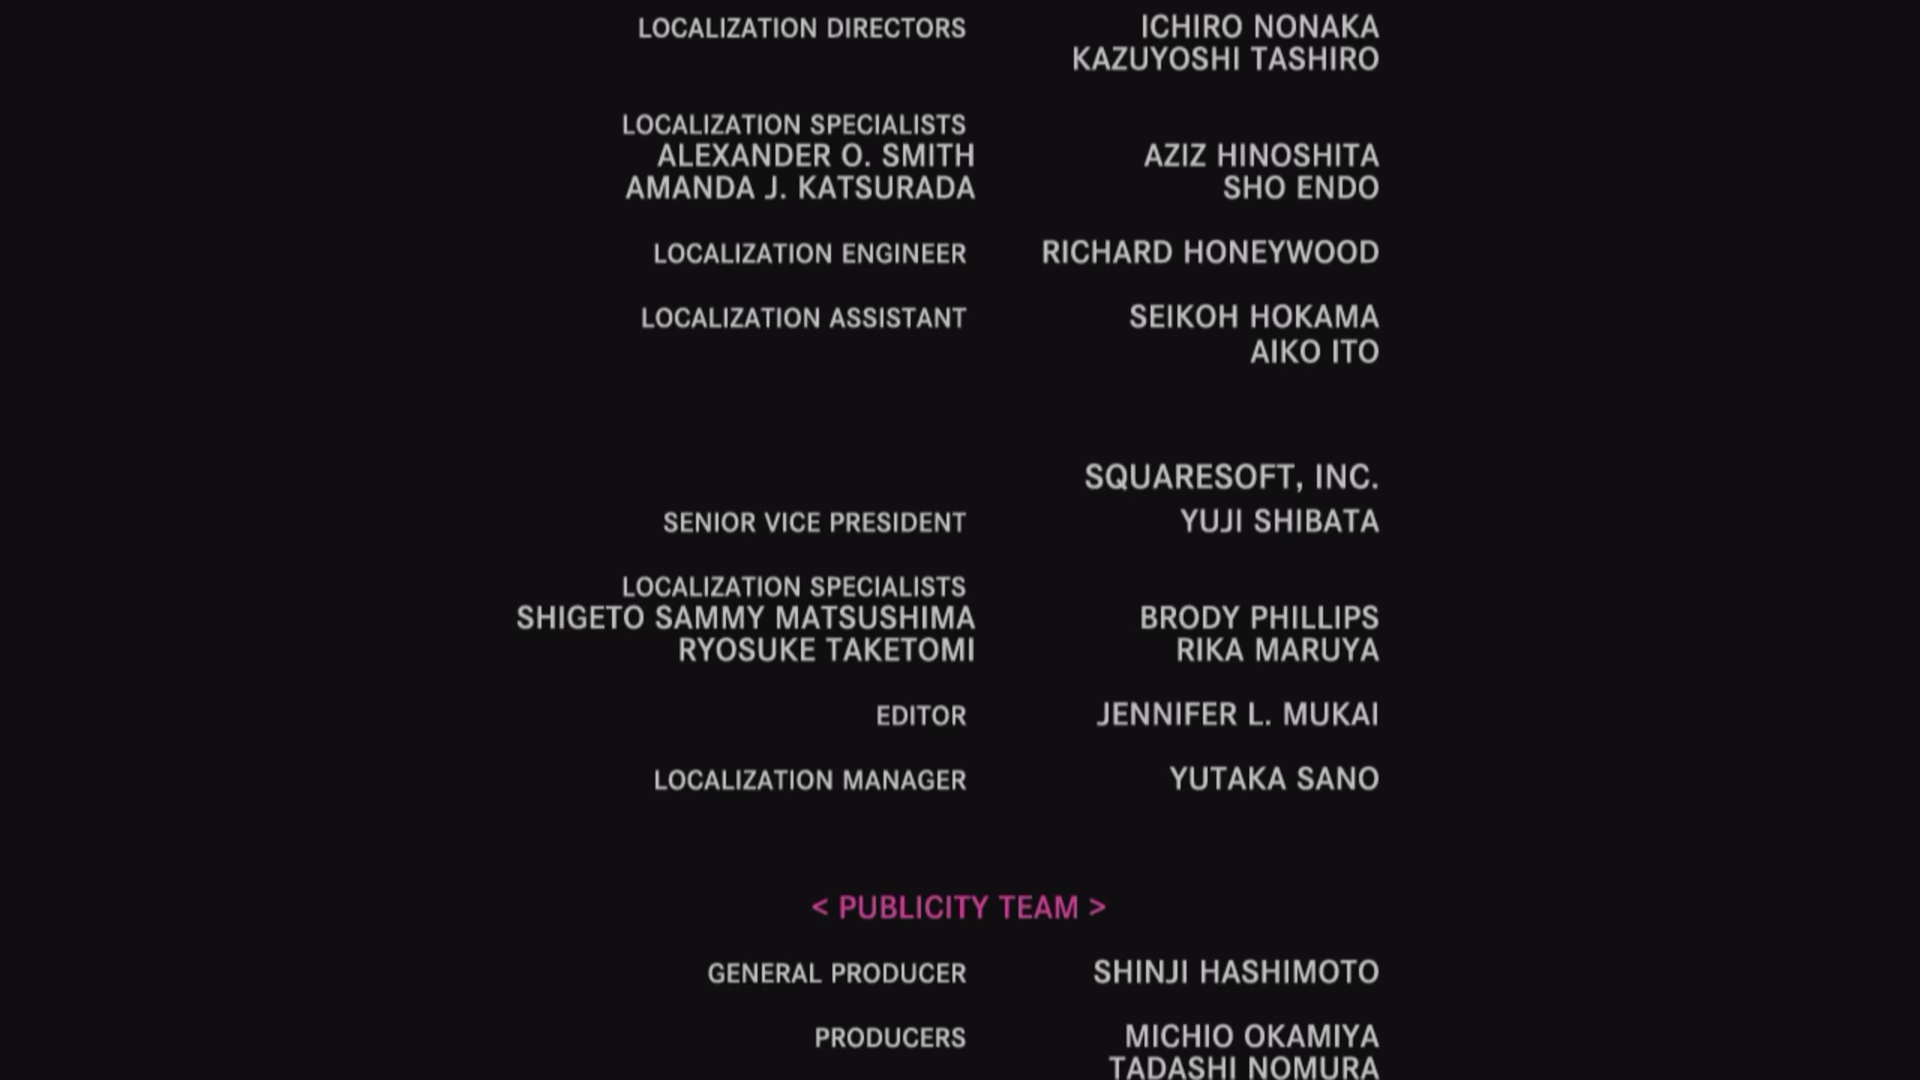 LOCALIZATION DIRECTORS ICHIRO NONAKA
KAZUYOSHI TASHIRO
LOCALIZATION SPECIALISTS
ALEXANDER O. SMITH AZIZ HINOSHITA
AMANDA J. KATSURADA SHO ENDO
LOCALIZATION ENGINEER RICHARD HONEYWOOD
LOCALIZATION ASSISTANT SEIKOH HOKAMA
AIKO ITO
SQUARESOFT, INC.
SENIOR VICE PRESIDENT YUJI SHIBATA
LOCALIZATION SPECIALISTS
SHIGETO SAMMY MATSUSHIMA BRODY PHILLIPS
RYOSUKE TAKETOMI RIKA MARUYA
EDITOR JENNIFER L. MUKAI
LOCALIZATION MANAGER YUTAKA SANO
< PUBLICITY TEAM >
GENERAL PRODUCER SHINJI HASHIMOTO
PRODUCERS MICHIO OKAMIYA
TADASHI NOMURA